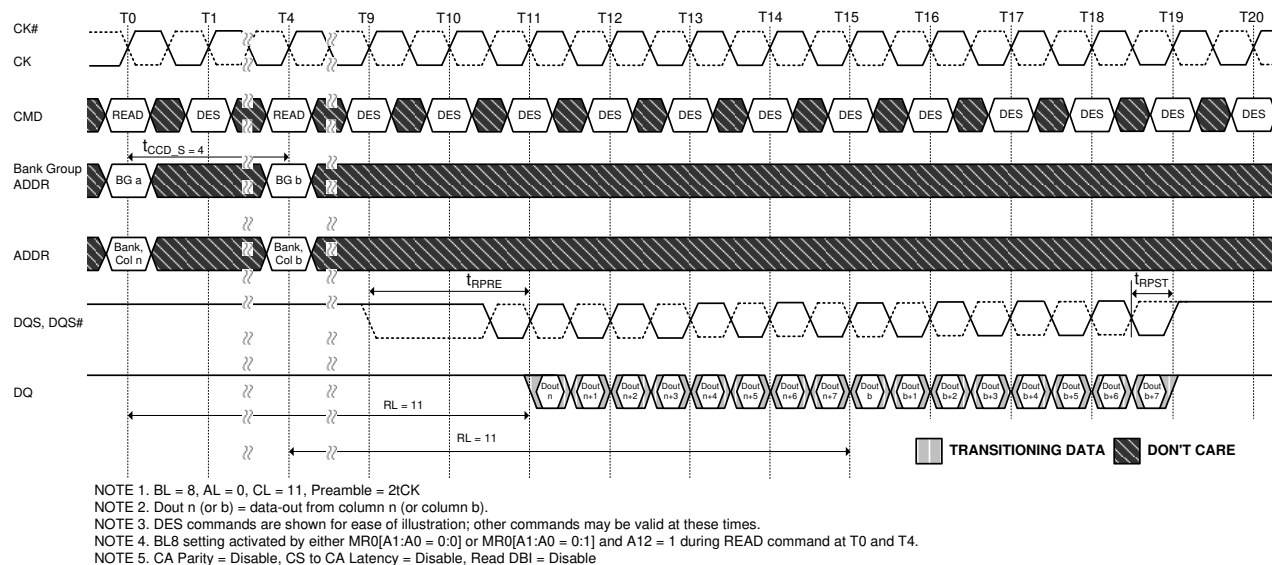 T0 T1 T4 T9 T10 T11 T12 T13 T14 T15 T16 T17 T18 T19 T20
CK#
CK
CMD READ DES READ DES DES DES DES DES DES DES DES DES DES DES DES
tCCD_S = 4
Bank Group
ADDR
BG a BG b
ADDR
Bank,
Col n
Bank,
Col b
tRPRE tRPST
DQS, DQS#
DQ
Dout
n
Dout
n+1
Dout
n+2
Dout
n+3
Dout
n+4
Dout
n+5
Dout
n+6
Dout
n+7
Dout
b
Dout
b+1
Dout
b+2
Dout
b+3
Dout
b+4
Dout
b+5
Dout
b+6
Dout
b+7
RL = 11
RL = 11
TRANSITIONING DATA DON'T CARE
NOTE 1. BL = 8, AL = 0, CL = 11, Preamble = 2tCK
NOTE 2. Dout n (or b) = data-out from column n (or column b).
NOTE 3. DES commands are shown for ease of illustration; other commands may be valid at these times.
NOTE 4. BL8 setting activated by either MR0[A1:A0 = 0:0] or MR0[A1:A0 = 0:1] and A12 = 1 during READ command at T0 and T4.
NOTE 5. CA Parity = Disable, CS to CA Latency = Disable, Read DBI = Disable